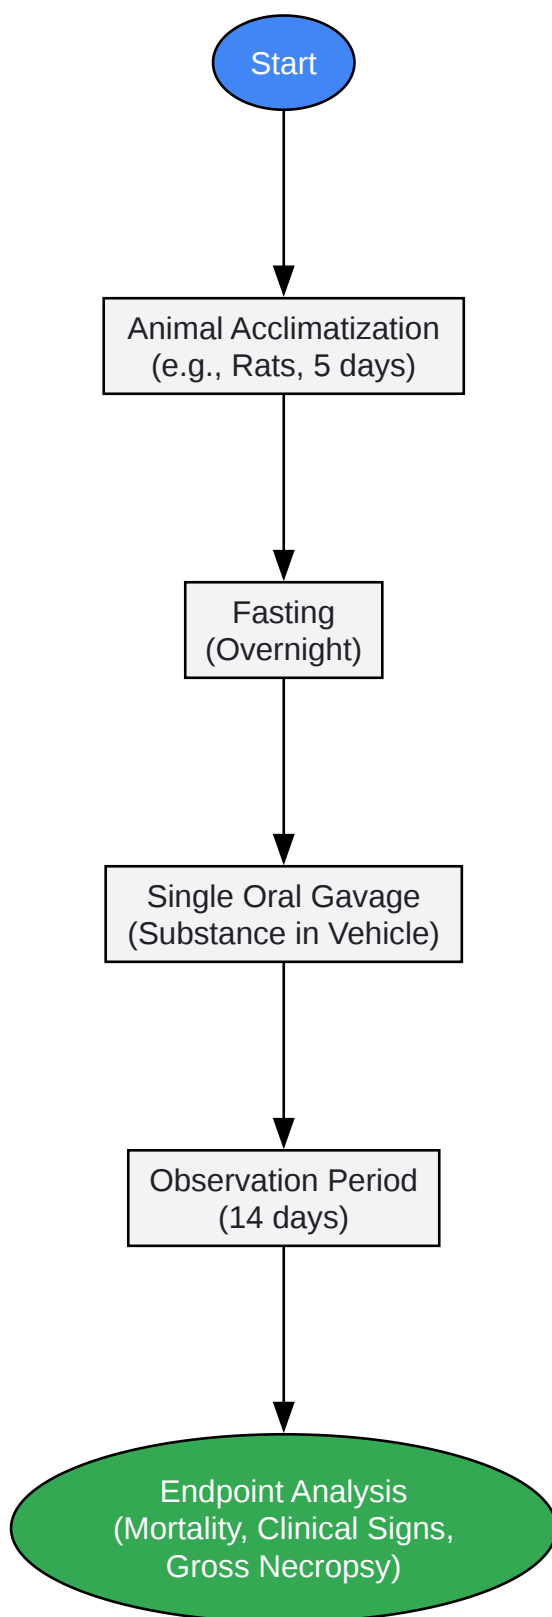 Start
Animal Acclimatization
(e.g., Rats, 5 days)
Fasting
(Overnight)
Single Oral Gavage
(Substance in Vehicle)
Observation Period
(14 days)
Endpoint Analysis
(Mortality, Clinical Signs,
Gross Necropsy)